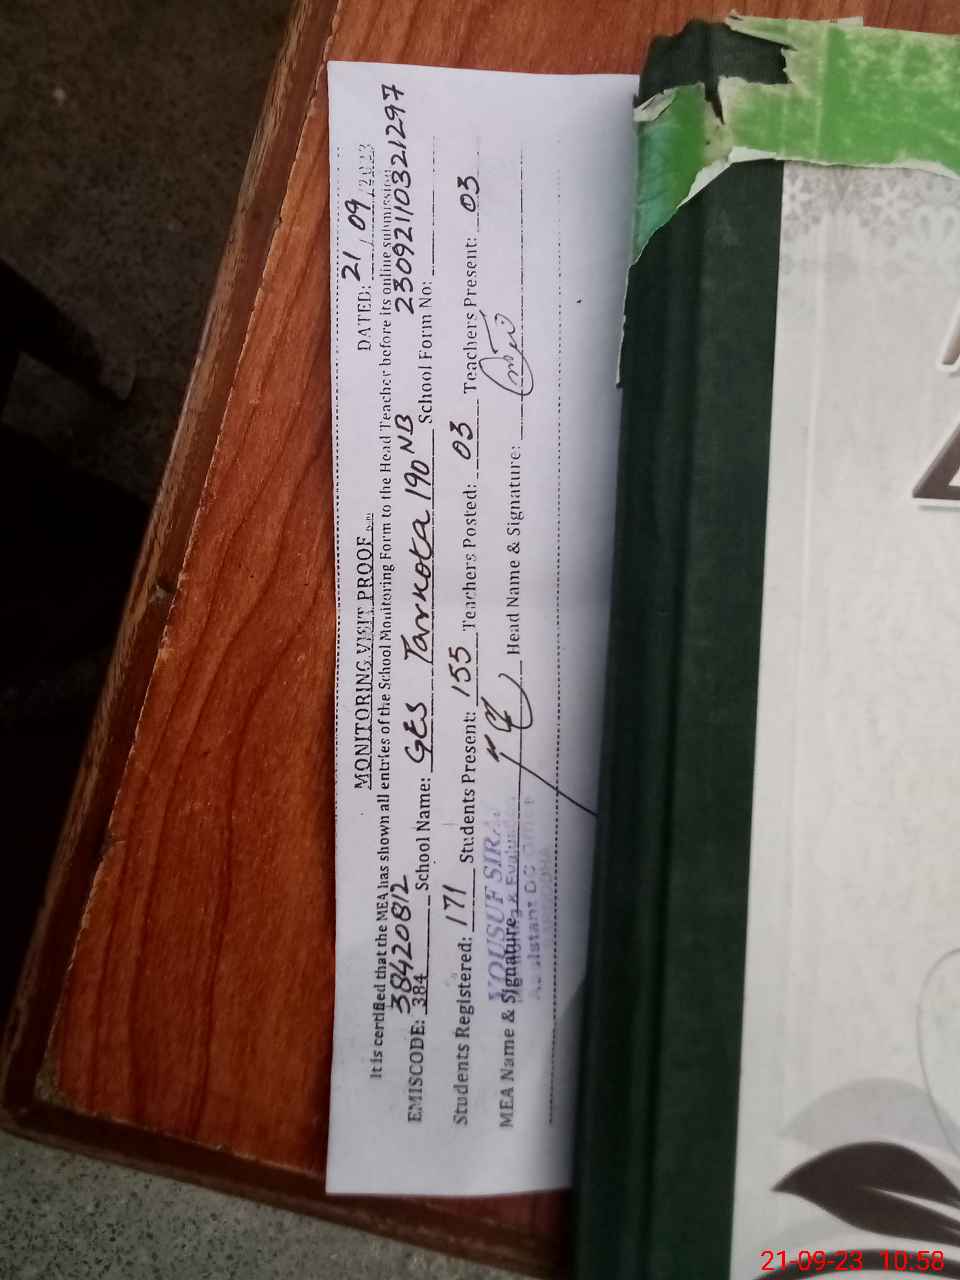 MONITORING VISIT PROOF
DATED: 21/09/2023
It is certified that the MEA has shown all entries of the School Monitoring Form to the Head Teacher before its online submission
EMISCODE: 384 38420812 School Name: GES Tarkota 190 NB School Form No: 230921103321297
Students Registered: 171 Students Present: 155 Teachers Posted: 03 Teachers Present: 03
MEA Name & Signature Head Name & Signature:
YOUSUF SIRAJ
21-09-23 10:58